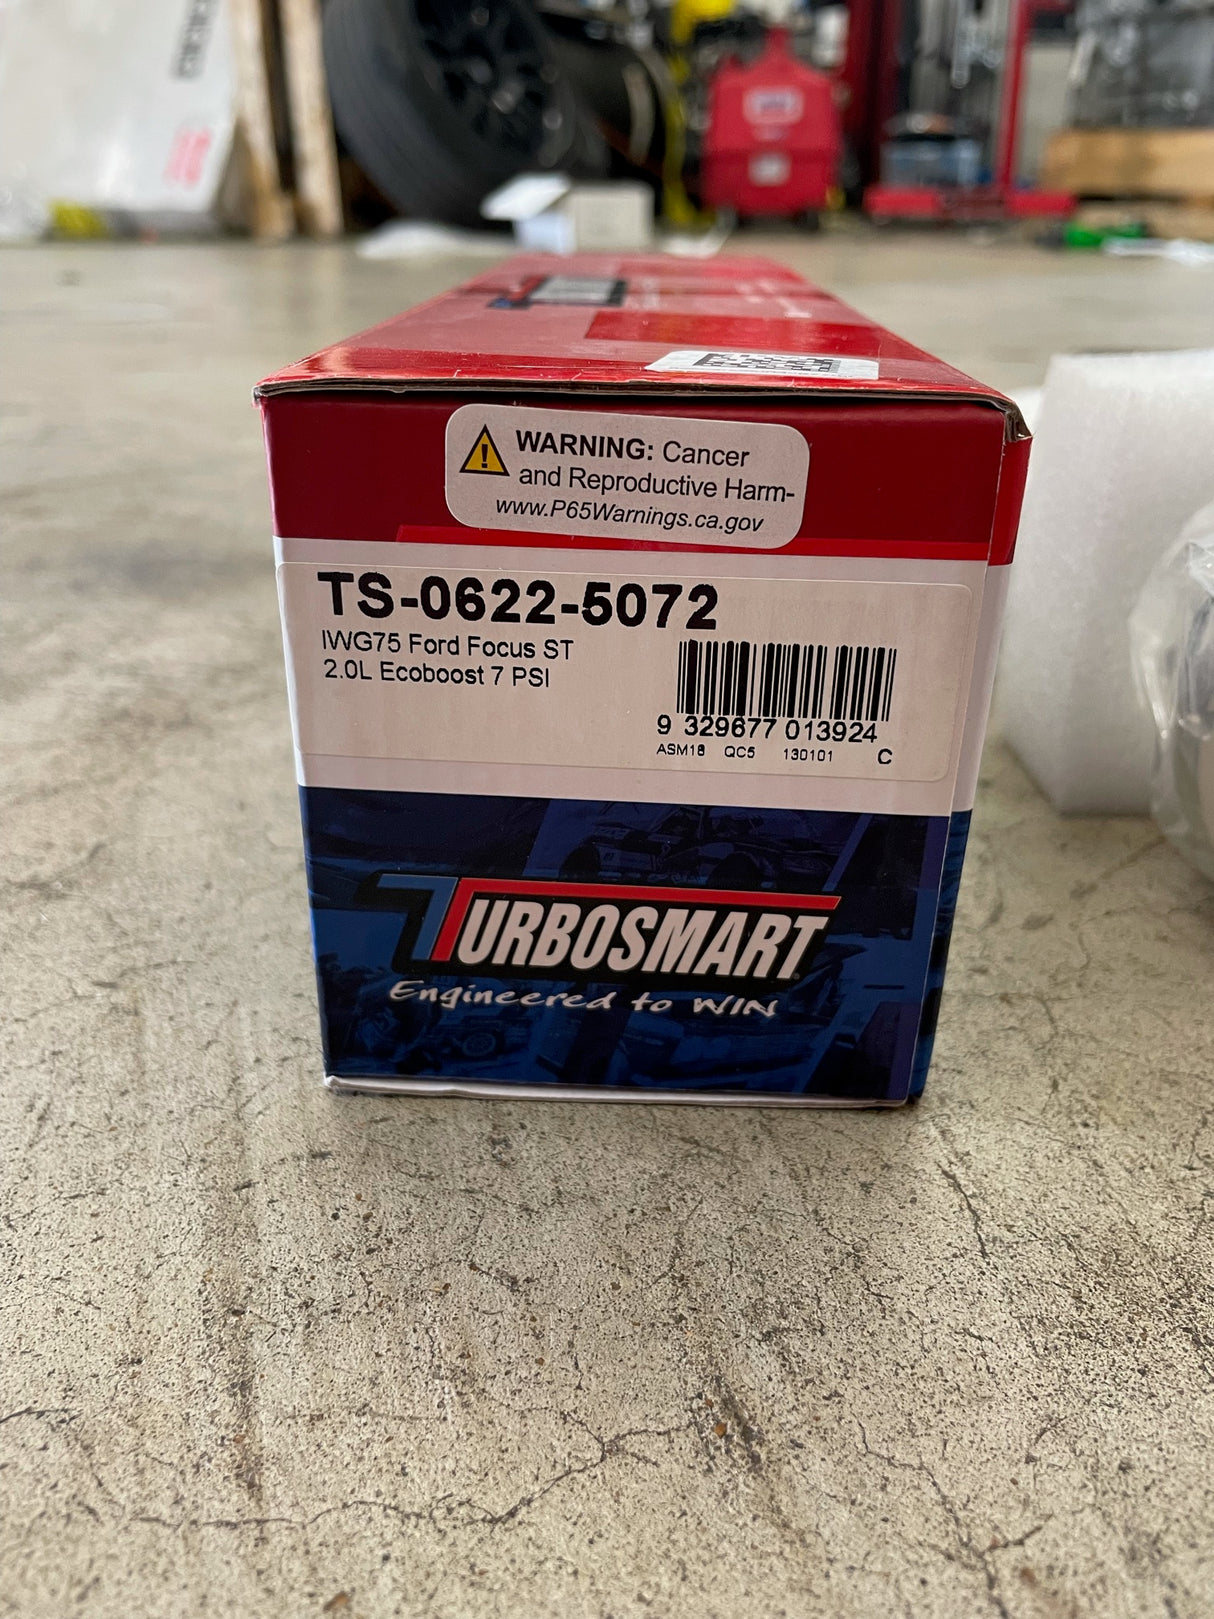 WARNING: Cancer
and Reproductive Harm-
www.P65Warnings.ca.gov
TS-0622-5072
IWG75 Ford Focus ST
2.0L Ecoboost 7 PSI
9 329677 013924
ASM18 QC5 130101 C
TURBOSMART
Engineered to WIN